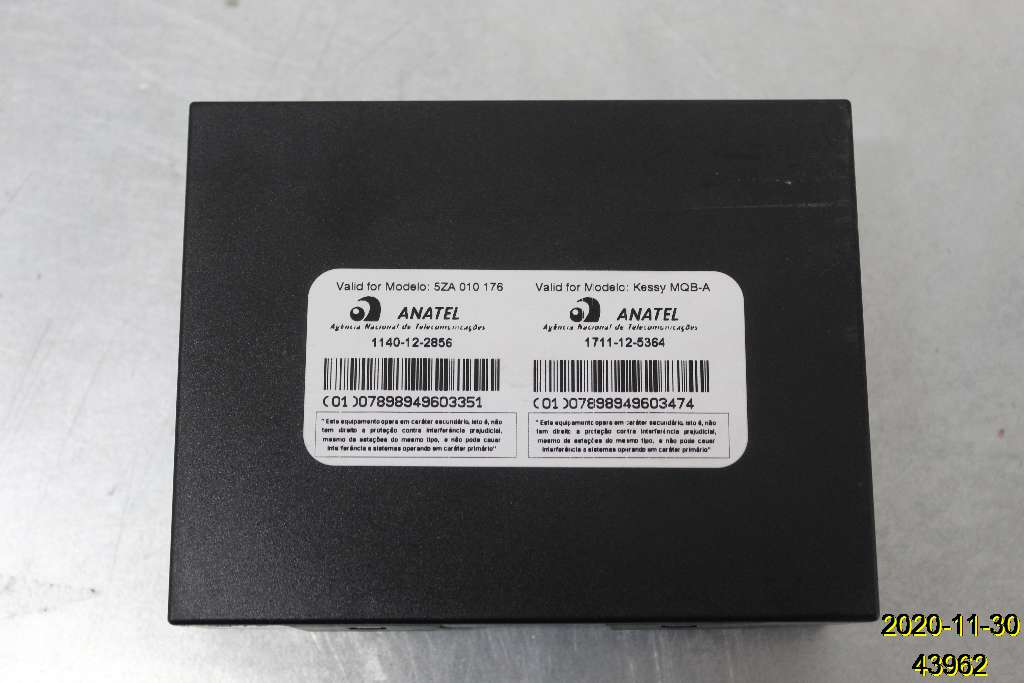 Valid for Modelo: 5ZA 010 176
ANATEL
Agência Nacional de Telecomunicações
1140-12-2856
(01)07898949603351
" Este equipamento opera em caráter secundário, isto é, não
tem direito a proteção contra interferência prejudicial,
mesmo de estações do mesmo tipo, e não pode causar
interferência a sistemas operando em caráter primário"
Valid for Modelo: Kessy MQB-A
ANATEL
Agência Nacional de Telecomunicações
1711-12-5364
(01)07898949603474
" Este equipamento opera em caráter secundário, isto é, não
tem direito a proteção contra interferência prejudicial,
mesmo de estações do mesmo tipo, e não pode causar
interferência a sistemas operando em caráter primário"
2020-11-30
43962